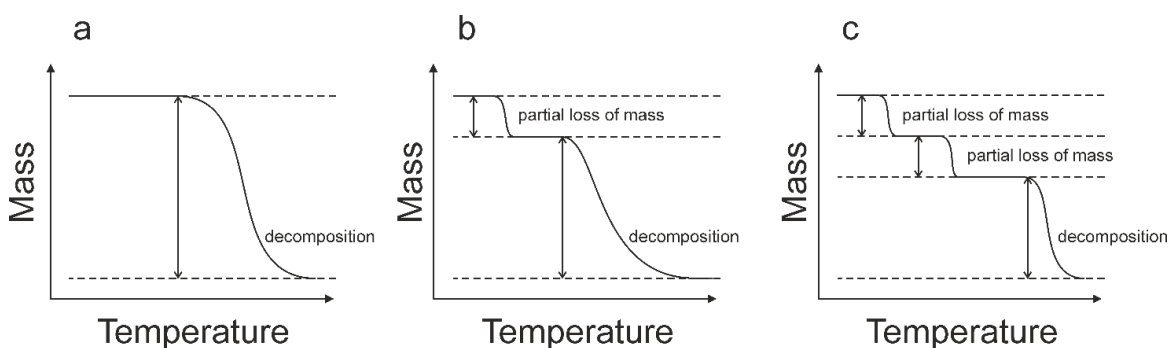 a
Mass
decomposition
Temperature
b
Mass
partial loss of mass
decomposition
Temperature
c
Mass
partial loss of mass
partial loss of mass
decomposition
Temperature